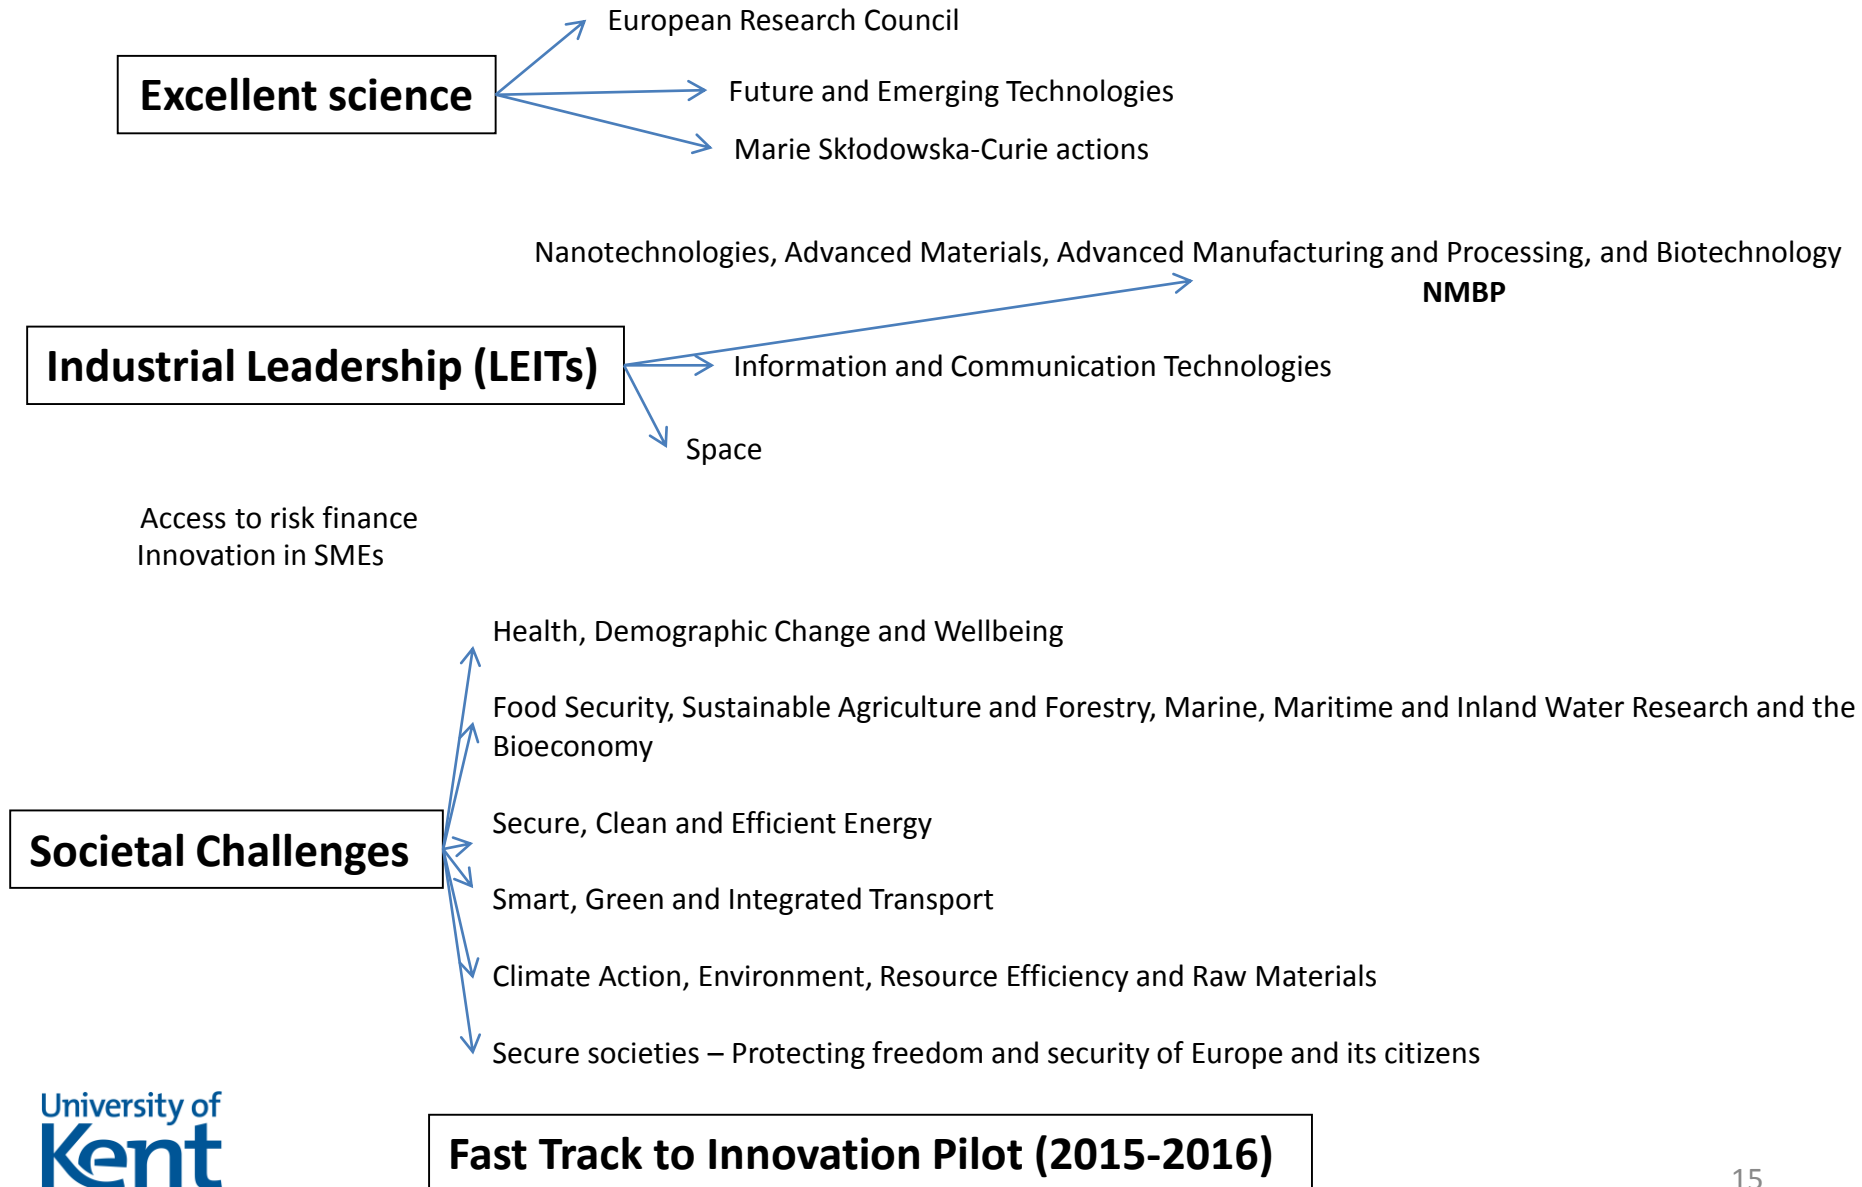 European Research Council
Excellent science
Future and Emerging Technologies
Marie Skłodowska-Curie actions
Nanotechnologies, Advanced Materials, Advanced Manufacturing and Processing, and Biotechnology
NMBP
Industrial Leadership (LEITs)
Information and Communication Technologies
Space
Access to risk finance
Innovation in SMEs
Health, Demographic Change and Wellbeing
Food Security, Sustainable Agriculture and Forestry, Marine, Maritime and Inland Water Research and the
Bioeconomy
Secure, Clean and Efficient Energy
Societal Challenges
Smart, Green and Integrated Transport
Climate Action, Environment, Resource Efficiency and Raw Materials
Secure societies – Protecting freedom and security of Europe and its citizens
University of
Kent
Fast Track to Innovation Pilot (2015-2016)
15